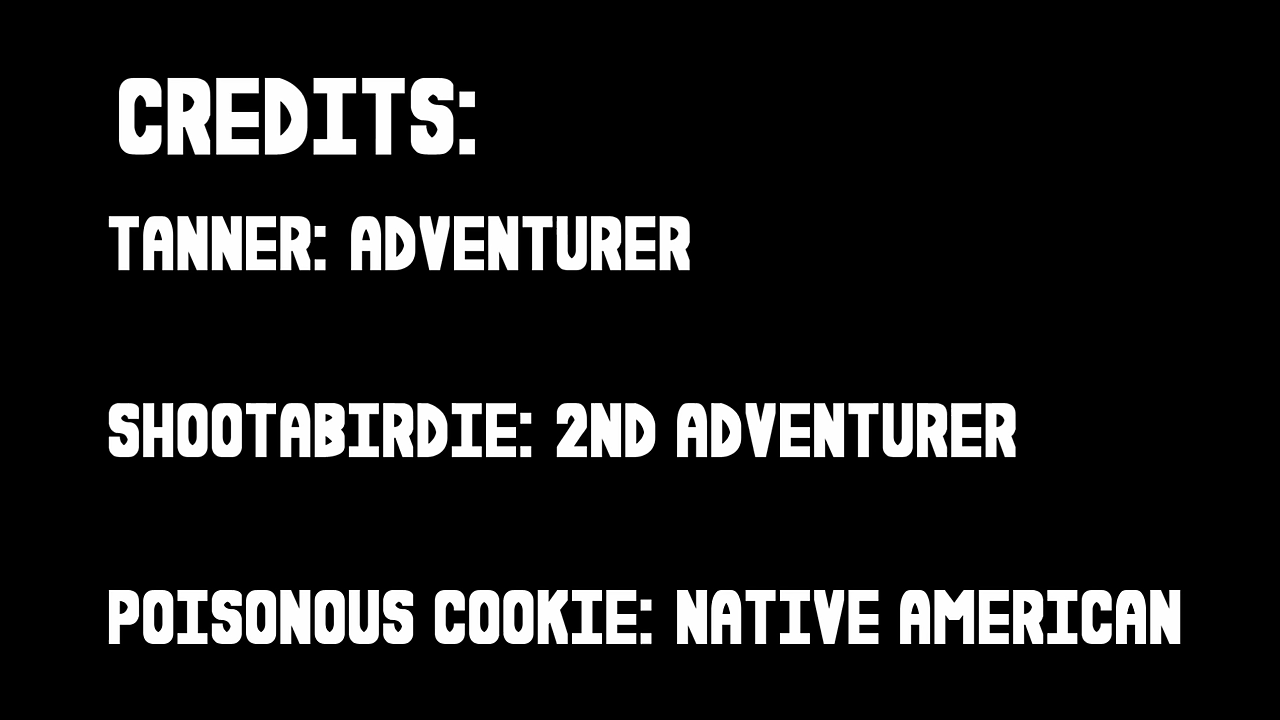 CREDITS:
TANNER: ADVENTURER
SHOOTABIRDIE: 2ND ADVENTURER
POISONOUS COOKIE: NATIVE AMERICAN